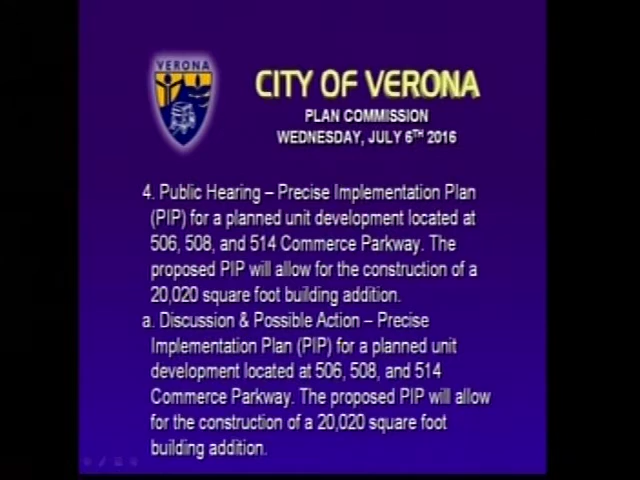 VERONA
CITY OF VERONA
PLAN COMMISSION
WEDNESDAY, JULY 6TH 2016
4. Public Hearing – Precise Implementation Plan
(PIP) for a planned unit development located at
506, 508, and 514 Commerce Parkway. The
proposed PIP will allow for the construction of a
20,020 square foot building addition.
a. Discussion & Possible Action – Precise
Implementation Plan (PIP) for a planned unit
development located at 506, 508, and 514
Commerce Parkway. The proposed PIP will allow
for the construction of a 20,020 square foot
building addition.